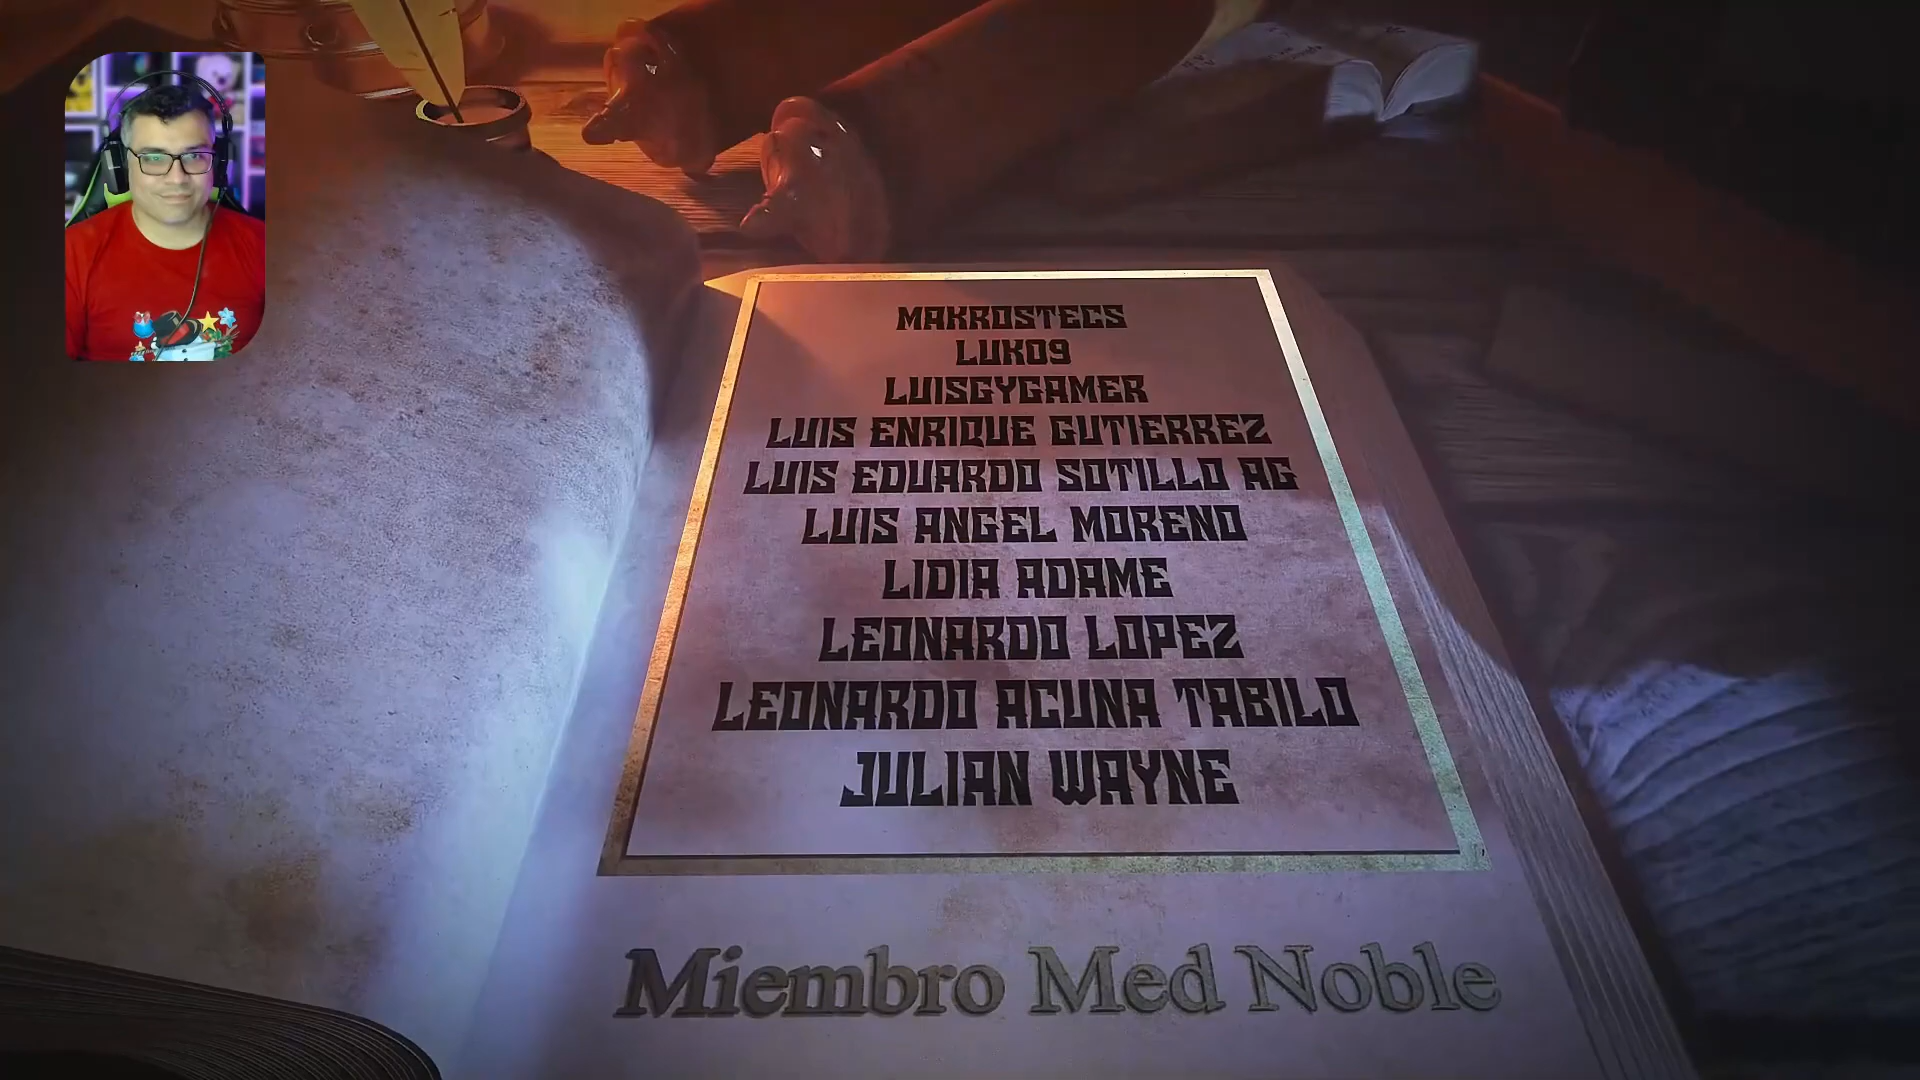 MAKROSTECS
LUKO9
LUISGYGAMER
LUIS ENRIQUE GUTIERREZ
LUIS EDUARDO SOTILLO AG
LUIS ANGEL MORENO
LIDIA ADAME
LEONARDO LOPEZ
LEONARDO ACUNA TABILO
JULIAN WAYNE
Miembro Med Noble